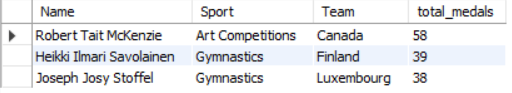 Name Sport Team total_medals
Robert Tait McKenzie Art Competitions Canada 58
Heikki Ilmari Savolainen Gymnastics Finland 39
Joseph Josy Stoffel Gymnastics Luxembourg 38